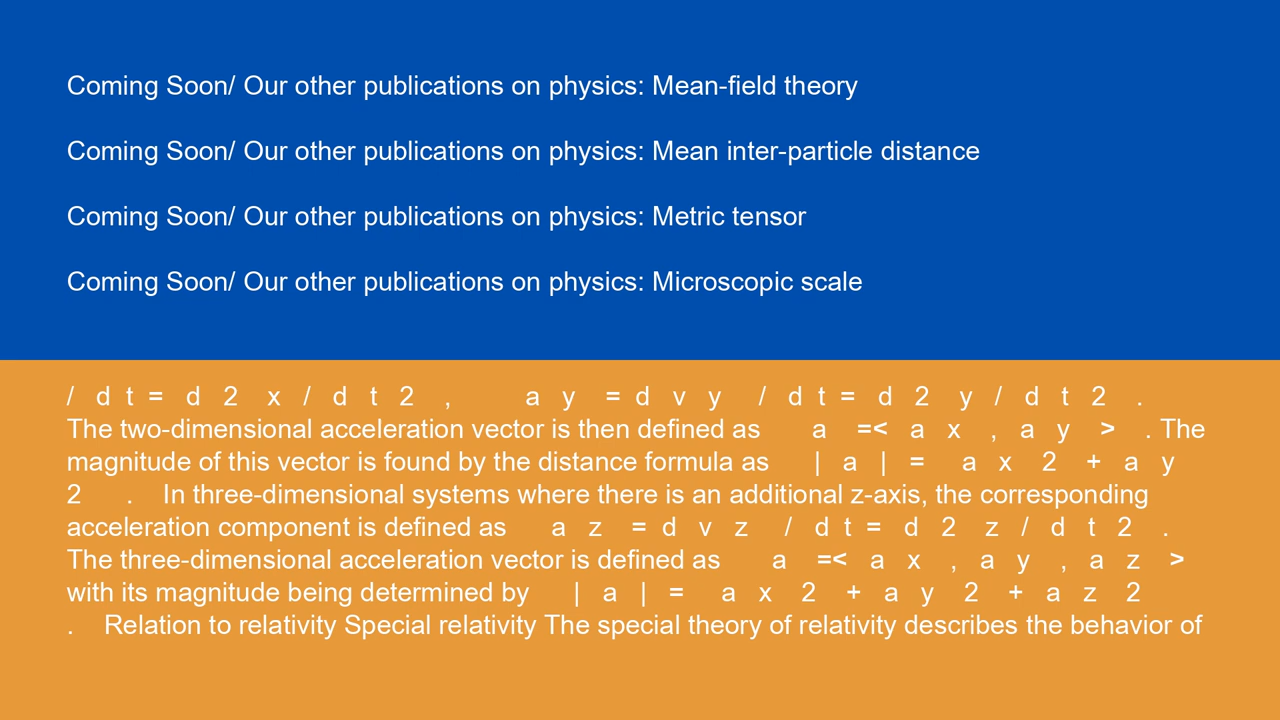 Coming Soon/ Our other publications on physics: Mean-field theory
Coming Soon/ Our other publications on physics: Mean inter-particle distance
Coming Soon/ Our other publications on physics: Metric tensor
Coming Soon/ Our other publications on physics: Microscopic scale
/ d t = d 2 x / d t 2 , a y = d v y / d t = d 2 y / d t 2 .
The two-dimensional acceleration vector is then defined as a =< a x , a y > . The
magnitude of this vector is found by the distance formula as | a | = a x 2 + a y
2 . In three-dimensional systems where there is an additional z-axis, the corresponding
acceleration component is defined as a z = d v z / d t = d 2 z / d t 2 .
The three-dimensional acceleration vector is defined as a =< a x , a y , a z >
with its magnitude being determined by | a | = a x 2 + a y 2 + a z 2
. Relation to relativity Special relativity The special theory of relativity describes the behavior of